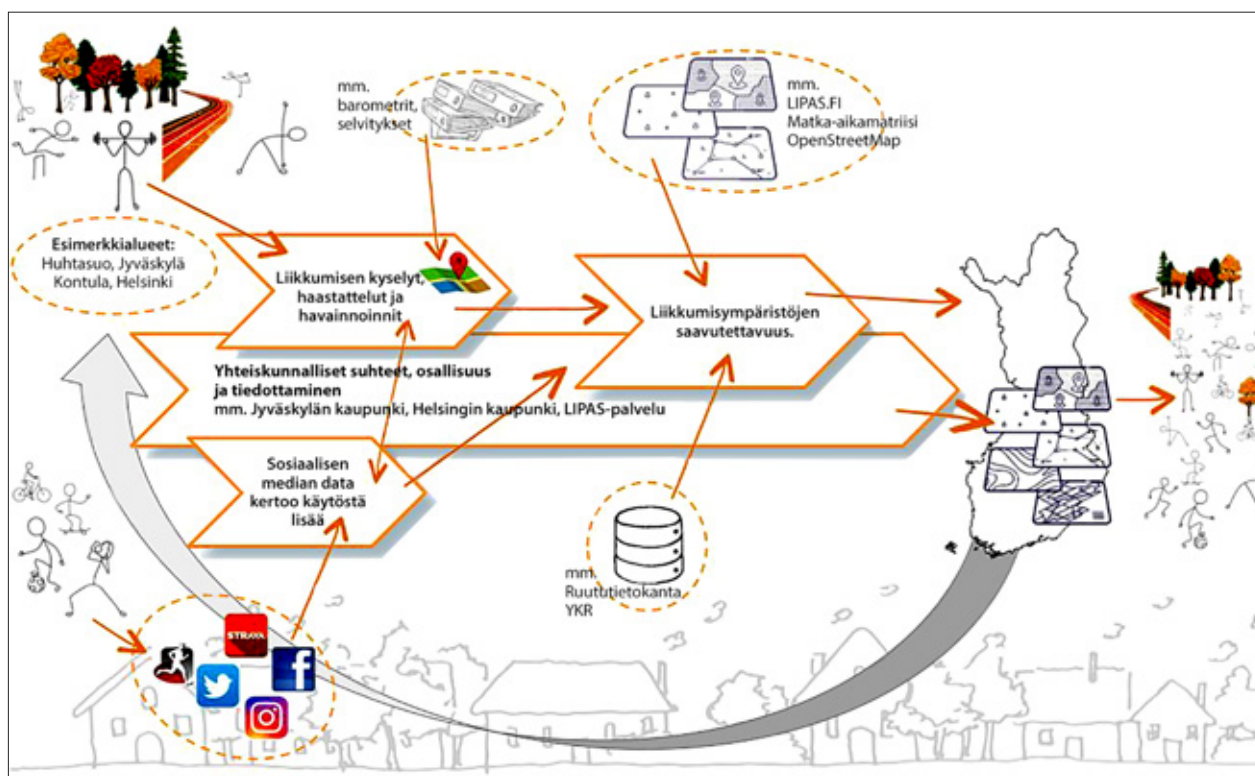 mm.
barometrit,
selvitykset
mm.
LIPAS.FI
Matka-aikamatriisi
OpenStreetMap
Esimerkkialueet:
Huhtasuo, Jyväskylä
Kontula, Helsinki
Liikkumisen kyselyt,
haastattelut ja
havainnoinnit
Liikkumisympäristöjen
saavutettavuus.
Yhteiskunnalliset suhteet, osallisuus
ja tiedottaminen
mm. Jyväskylän kaupunki, Helsingin kaupunki, LIPAS-palvelu
Sosiaalisen
median data
kertoo käytöstä
lisää
mm.
Ruututietokanta,
YKR
STRAVA